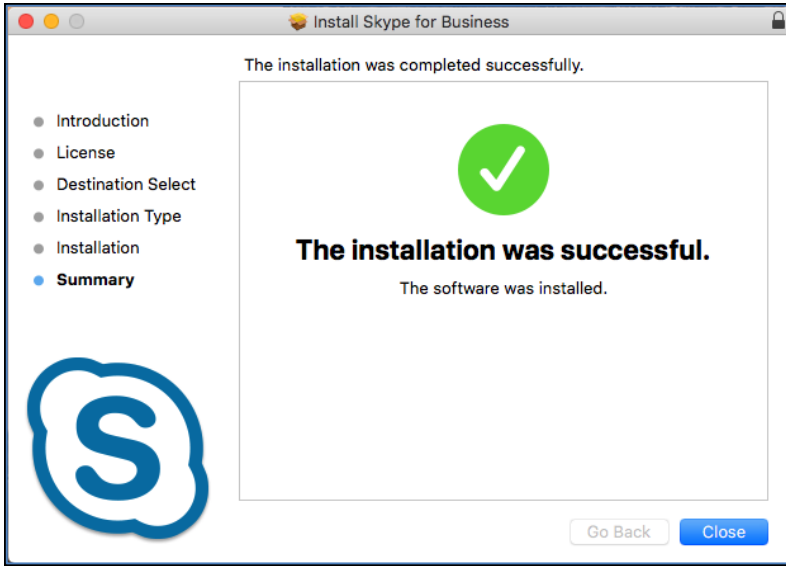 Install Skype for Business
The installation was completed successfully.
Introduction
License
Destination Select
Installation Type
Installation
Summary
The installation was successful.
The software was installed.
S
Go Back
Close